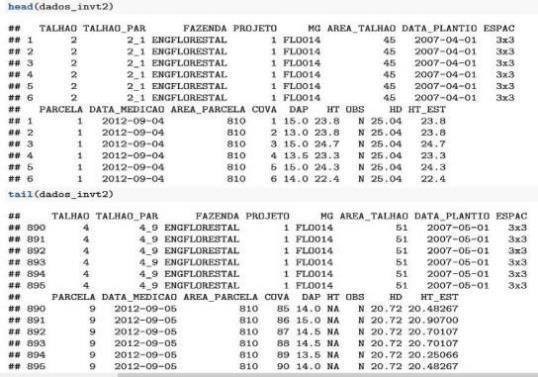 head(dados_invt2)
##   TALHAO TALHAO_PAR      FAZENDA PROJETO     MG AREA_TALHAO DATA_PLANTIO ESPAC
## 1      2        2_1 ENGFLORESTAL       1 FLO014          45   2007-04-01   3x3
## 2      2        2_1 ENGFLORESTAL       1 FLO014          45   2007-04-01   3x3
## 3      2        2_1 ENGFLORESTAL       1 FLO014          45   2007-04-01   3x3
## 4      2        2_1 ENGFLORESTAL       1 FLO014          45   2007-04-01   3x3
## 5      2        2_1 ENGFLORESTAL       1 FLO014          45   2007-04-01   3x3
## 6      2        2_1 ENGFLORESTAL       1 FLO014          45   2007-04-01   3x3
##   PARCELA DATA_MEDICAO AREA_PARCELA COVA  DAP   HT OBS    HD HT_EST
## 1       1   2012-09-04          810    1 15.0 23.8   N 25.04   23.8
## 2       1   2012-09-04          810    2 13.0 23.8   N 25.04   23.8
## 3       1   2012-09-04          810    3 15.0 24.7   N 25.04   24.7
## 4       1   2012-09-04          810    4 13.5 23.3   N 25.04   23.3
## 5       1   2012-09-04          810    5 15.0 24.3   N 25.04   24.3
## 6       1   2012-09-04          810    6 14.0 22.4   N 25.04   22.4
tail(dados_invt2)
##     TALHAO TALHAO_PAR      FAZENDA PROJETO     MG AREA_TALHAO DATA_PLANTIO ESPAC
## 890      4        4_9 ENGFLORESTAL       1 FLO014          51   2007-05-01   3x3
## 891      4        4_9 ENGFLORESTAL       1 FLO014          51   2007-05-01   3x3
## 892      4        4_9 ENGFLORESTAL       1 FLO014          51   2007-05-01   3x3
## 893      4        4_9 ENGFLORESTAL       1 FLO014          51   2007-05-01   3x3
## 894      4        4_9 ENGFLORESTAL       1 FLO014          51   2007-05-01   3x3
## 895      4        4_9 ENGFLORESTAL       1 FLO014          51   2007-05-01   3x3
##     PARCELA DATA_MEDICAO AREA_PARCELA COVA  DAP HT OBS    HD   HT_EST
## 890       9   2012-09-05          810   85 14.0 NA   N 20.72 20.48267
## 891       9   2012-09-05          810   86 15.0 NA   N 20.72 20.90700
## 892       9   2012-09-05          810   87 14.5 NA   N 20.72 20.70107
## 893       9   2012-09-05          810   88 14.5 NA   N 20.72 20.70107
## 894       9   2012-09-05          810   89 13.5 NA   N 20.72 20.25066
## 895       9   2012-09-05          810   90 14.0 NA   N 20.72 20.48267